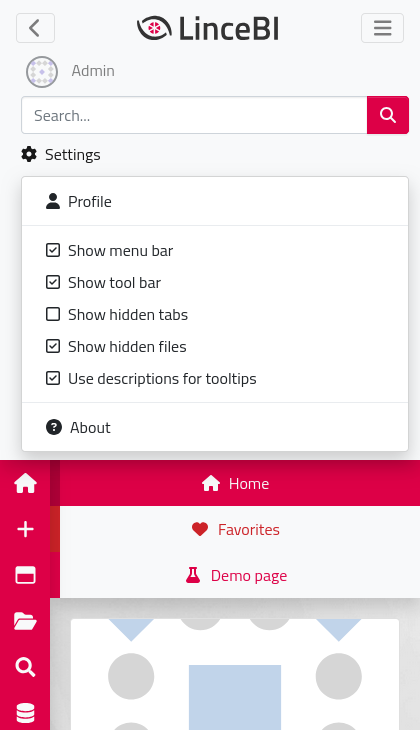 LinceBI
Admin
Search...
Settings
Profile
Show menu bar
Show tool bar
Show hidden tabs
Show hidden files
Use descriptions for tooltips
About
Home
Favorites
Demo page